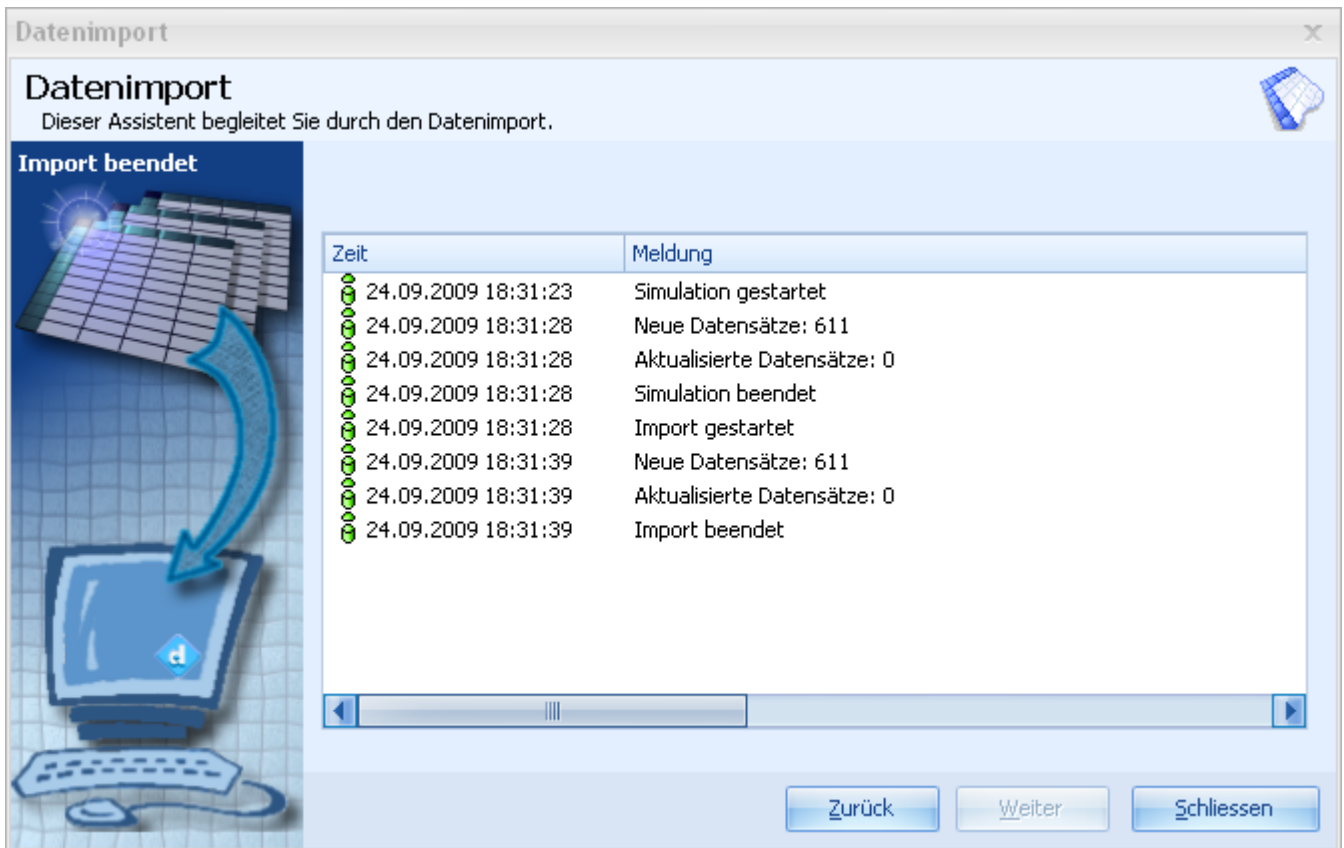 Datenimport
Datenimport
Dieser Assistent begleitet Sie durch den Datenimport.
Import beendet
Zeit Meldung
24.09.2009 18:31:23 Simulation gestartet
24.09.2009 18:31:28 Neue Datensätze: 611
24.09.2009 18:31:28 Aktualisierte Datensätze: 0
24.09.2009 18:31:28 Simulation beendet
24.09.2009 18:31:28 Import gestartet
24.09.2009 18:31:39 Neue Datensätze: 611
24.09.2009 18:31:39 Aktualisierte Datensätze: 0
24.09.2009 18:31:39 Import beendet
d
Zurück Weiter Schliessen